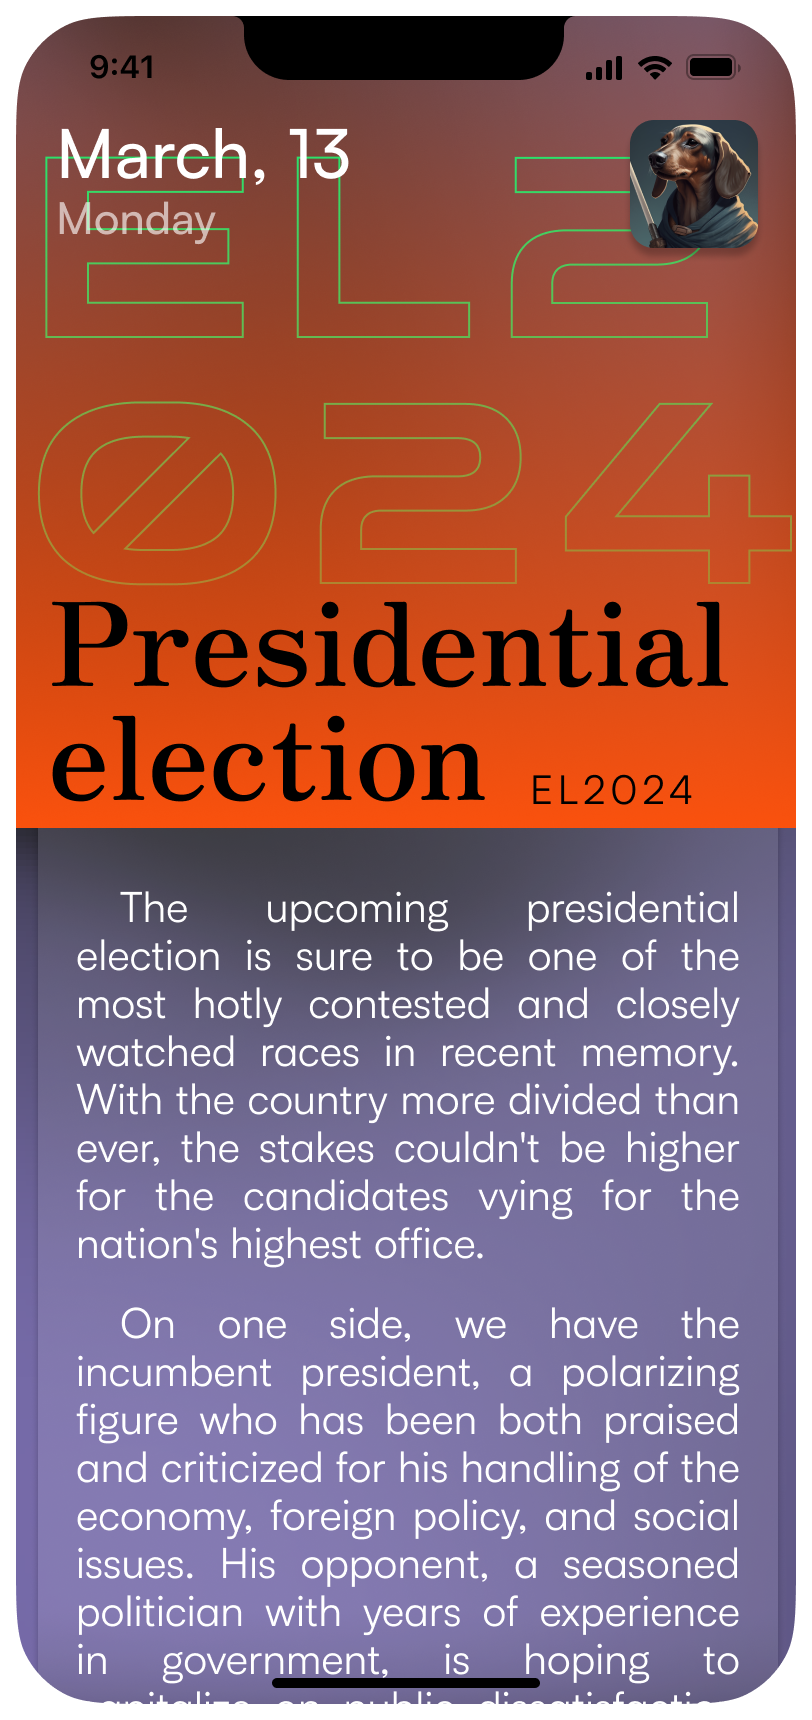 9:41
March, 13
Monday
EL2
024
Presidential
election EL2024
The upcoming presidential
election is sure to be one of the
most hotly contested and closely
watched races in recent memory.
With the country more divided than
ever, the stakes couldn't be higher
for the candidates vying for the
nation's highest office.
On one side, we have the
incumbent president, a polarizing
figure who has been both praised
and criticized for his handling of the
economy, foreign policy, and social
issues. His opponent, a seasoned
politician with years of experience
in government, is hoping to
capitalize on public